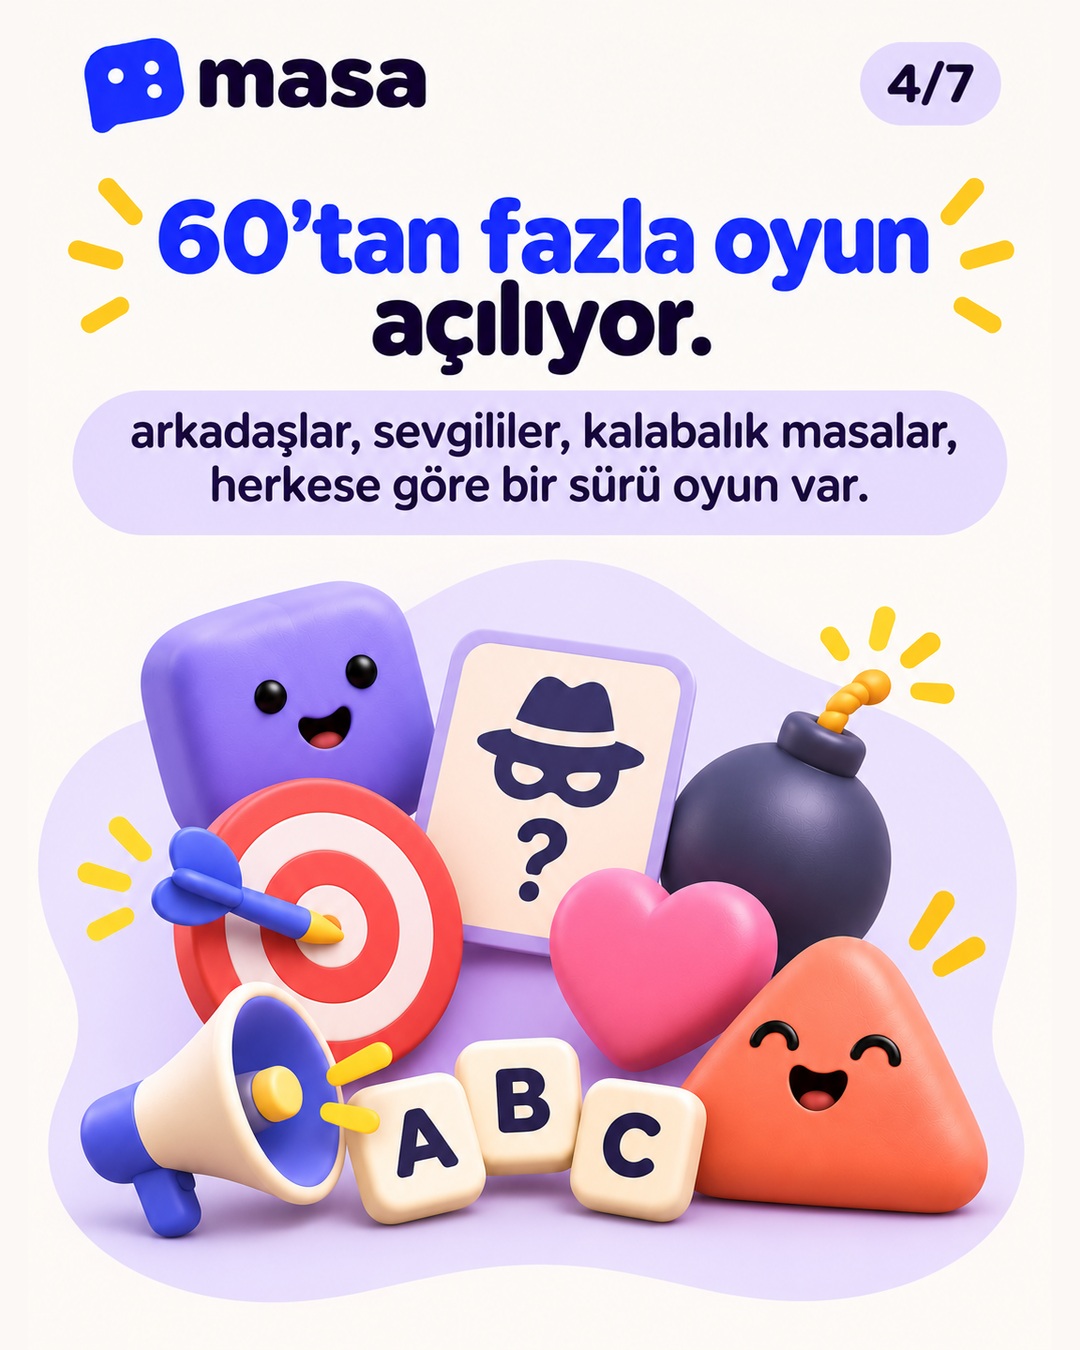 masa
4/7
60’tan fazla oyun
açılıyor.
arkadaşlar, sevgililer, kalabalık masalar,
herkese göre bir sürü oyun var.
?
A B C